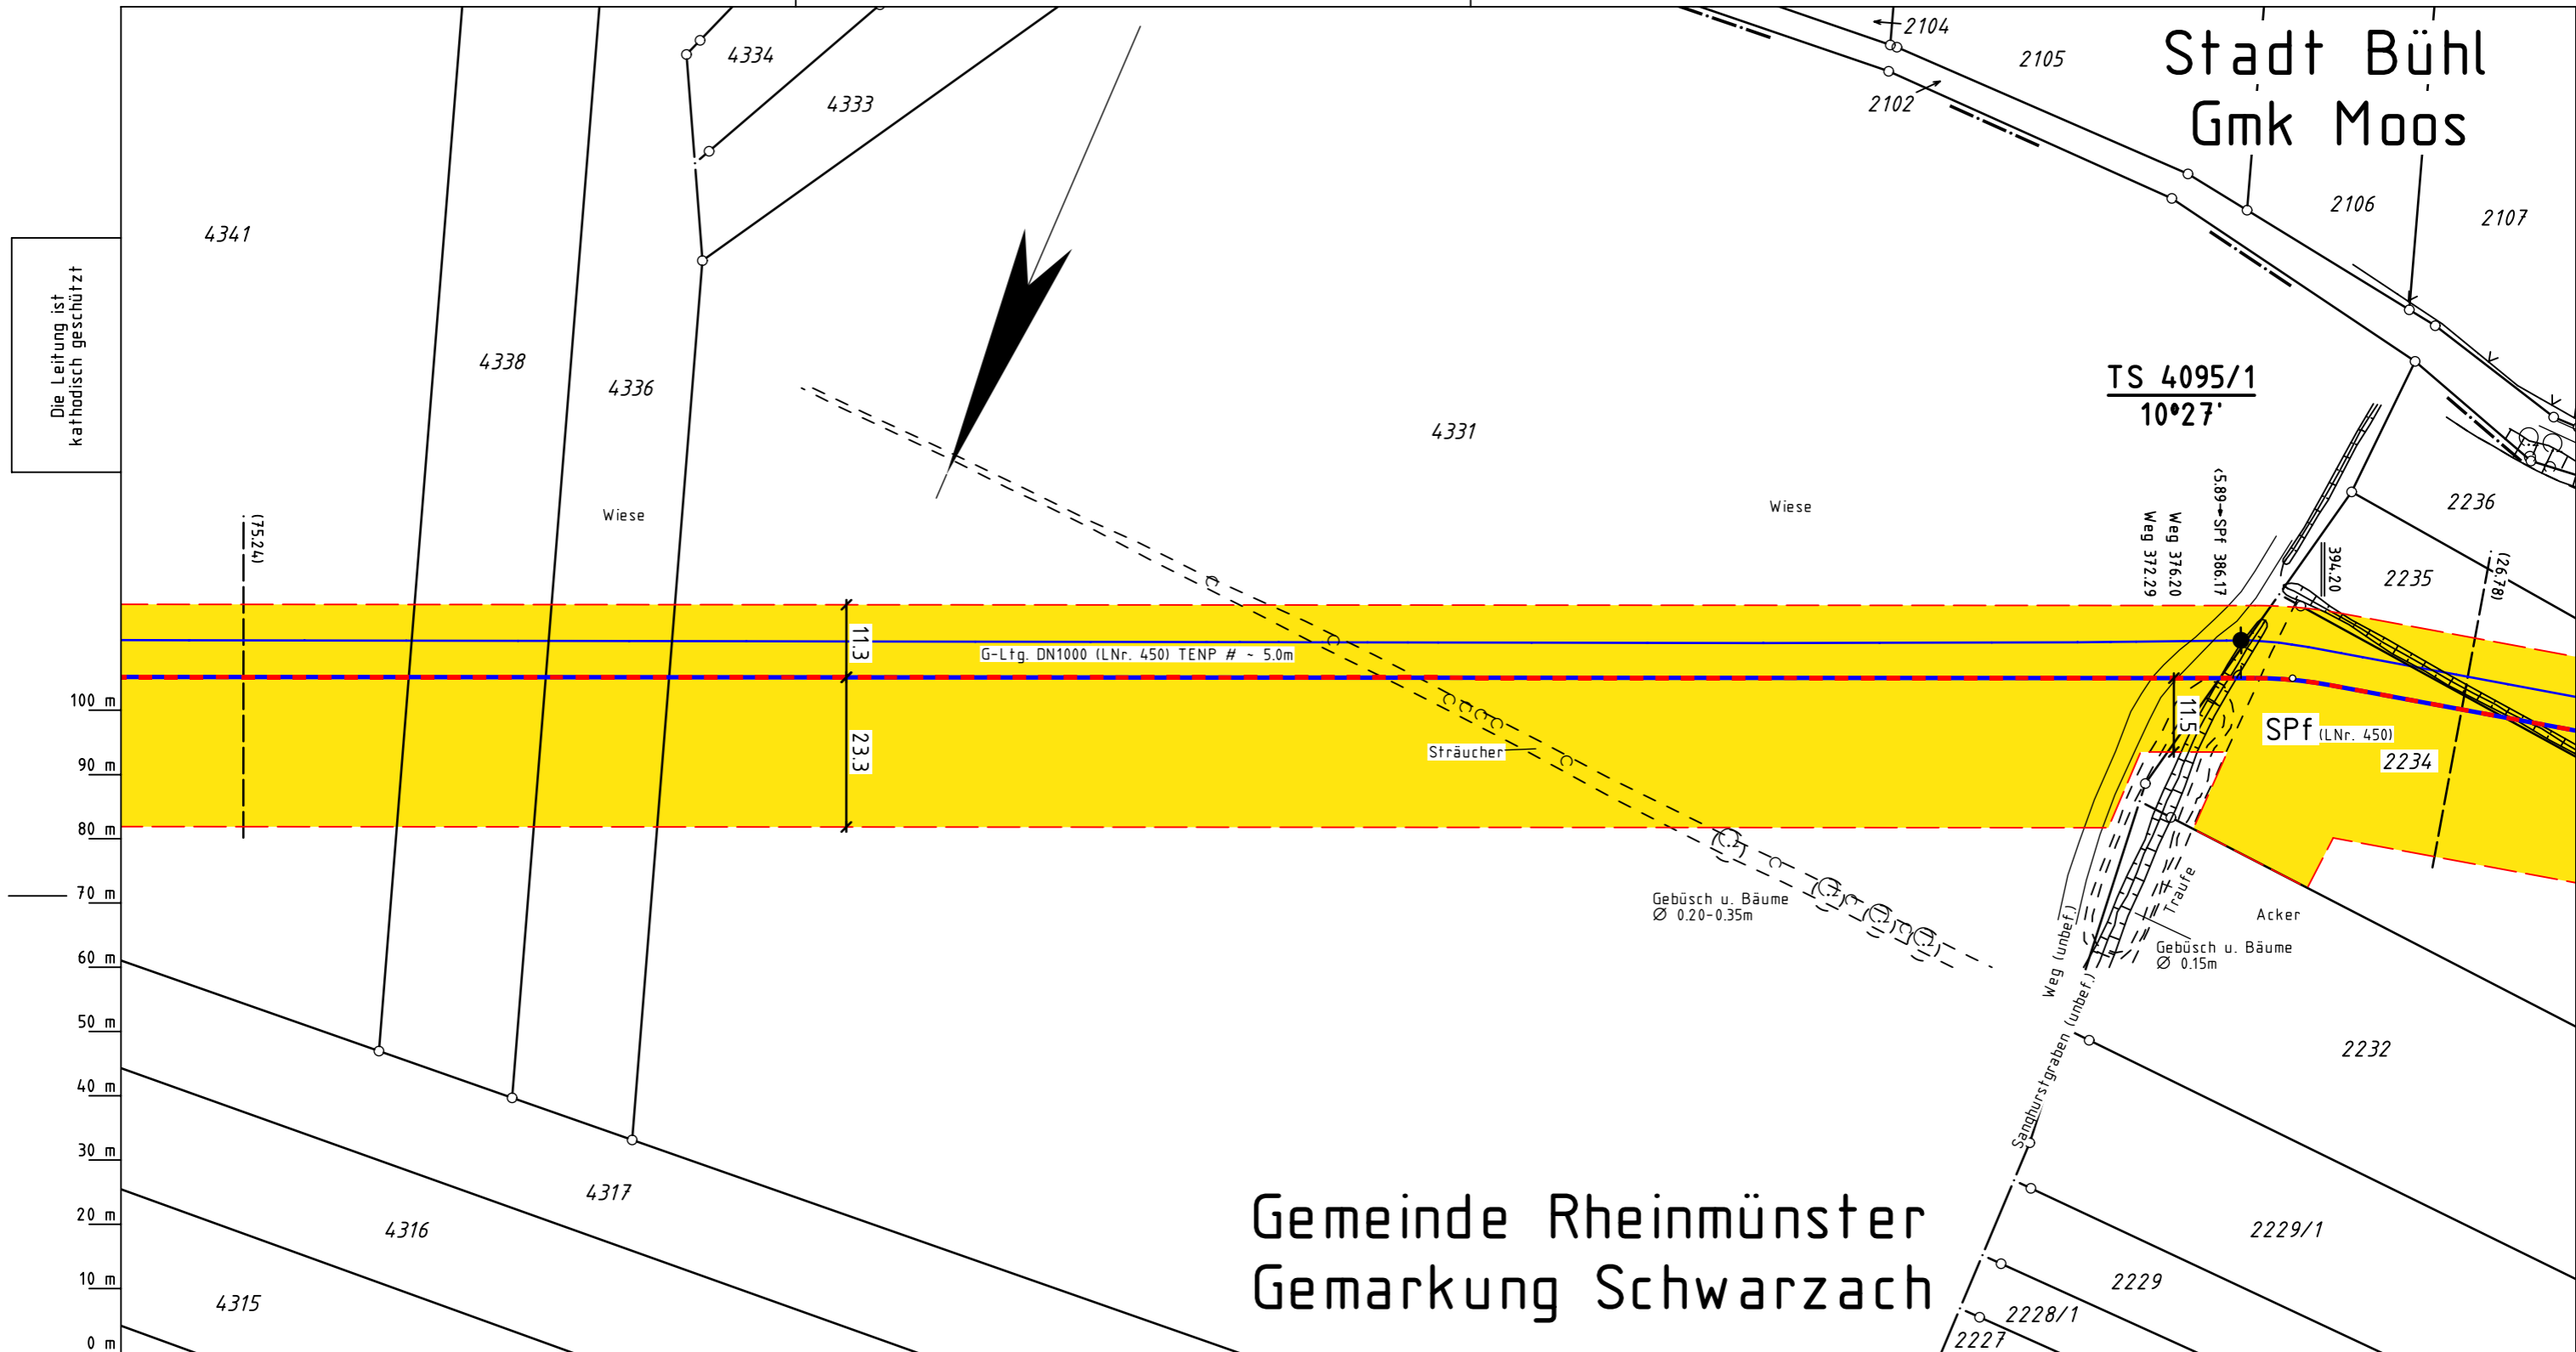 Stadt Bühl
Gmk Moos
2104
2105
2102
2106
2107
4334
4333
4341
4338
4336
4331
Die Leitung ist
kathodisch geschützt
TS 4095/1
10°27'
Wiese
Wiese
(75.24)
Weg 372.29
Weg 376.20
<5.89 SPf 386.17
394.20
(26.78)
2236
2235
11.3
G-Ltg. DN1000 (LNr. 450) TENP # ~ 5.0m
23.3
11.5
SPf (LNr. 450)
2234
Sträucher
Gebüsch u. Bäume
Ø 0.20-0.35m
Traufe
Acker
Gebüsch u. Bäume
Ø 0.15m
Weg (unbef.)
Sanghurstgraben (unbef.)
2232
2229/1
2229
2228/1
2227
4317
4316
4315
Gemeinde Rheinmünster
Gemarkung Schwarzach
100 m
90 m
80 m
70 m
60 m
50 m
40 m
30 m
20 m
10 m
0 m